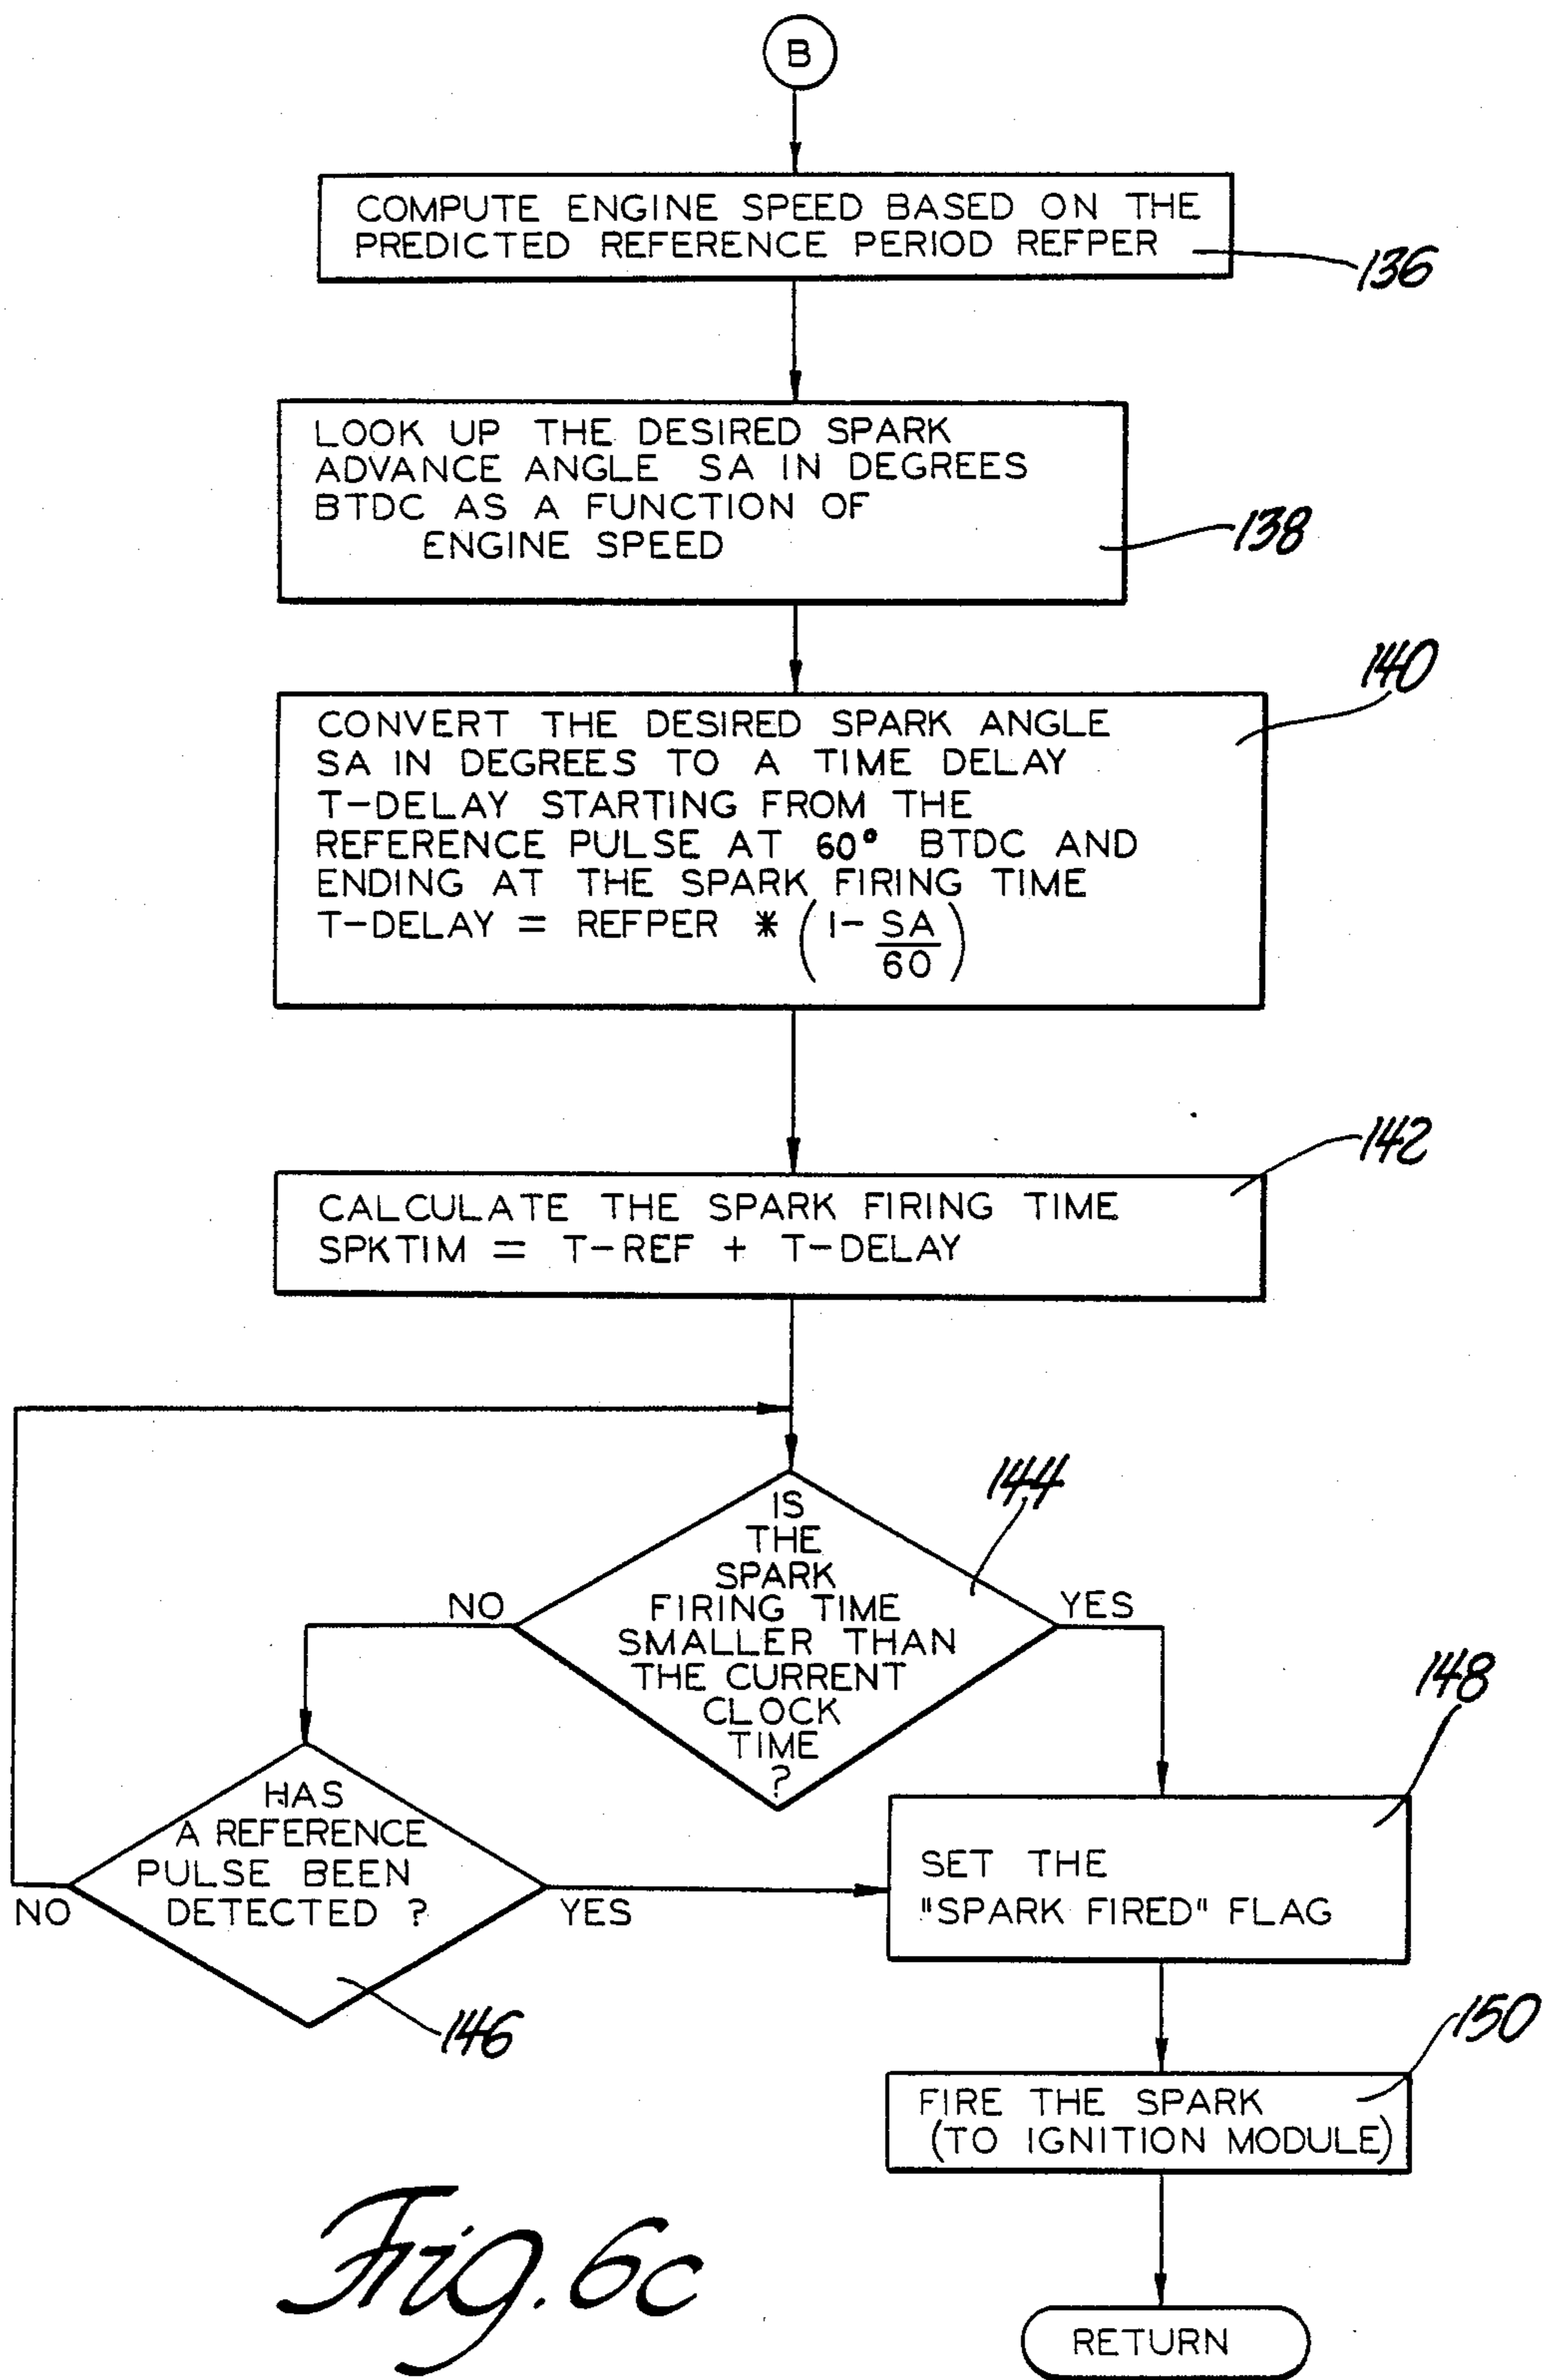 B
COMPUTE ENGINE SPEED BASED ON THE
PREDICTED REFERENCE PERIOD REFPER
136
LOOK UP THE DESIRED SPARK
ADVANCE ANGLE SA IN DEGREES
BTDC AS A FUNCTION OF
ENGINE SPEED
138
140
CONVERT THE DESIRED SPARK ANGLE
SA IN DEGREES TO A TIME DELAY
T-DELAY STARTING FROM THE
REFERENCE PULSE AT 60° BTDC AND
ENDING AT THE SPARK FIRING TIME
T-DELAY = REFPER * (1- SA/60)
142
CALCULATE THE SPARK FIRING TIME
SPKTIM = T-REF + T-DELAY
144
IS
THE
SPARK
FIRING TIME
SMALLER THAN
THE CURRENT
CLOCK
TIME
?
NO
YES
148
HAS
A REFERENCE
PULSE BEEN
DETECTED ?
NO
YES
146
SET THE
"SPARK FIRED" FLAG
150
FIRE THE SPARK
(TO IGNITION MODULE)
RETURN
Fig. 6c